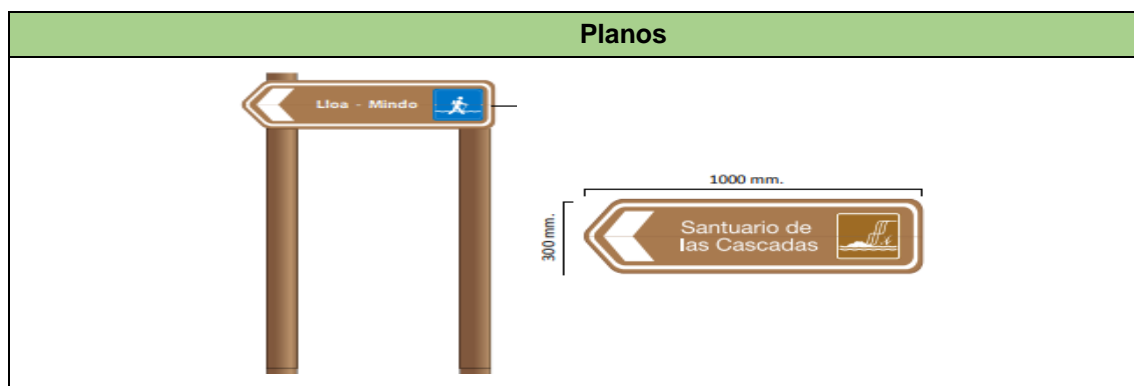 Planos
Lloa - Mindo
1000 mm.
300 mm.
Santuario de
las Cascadas